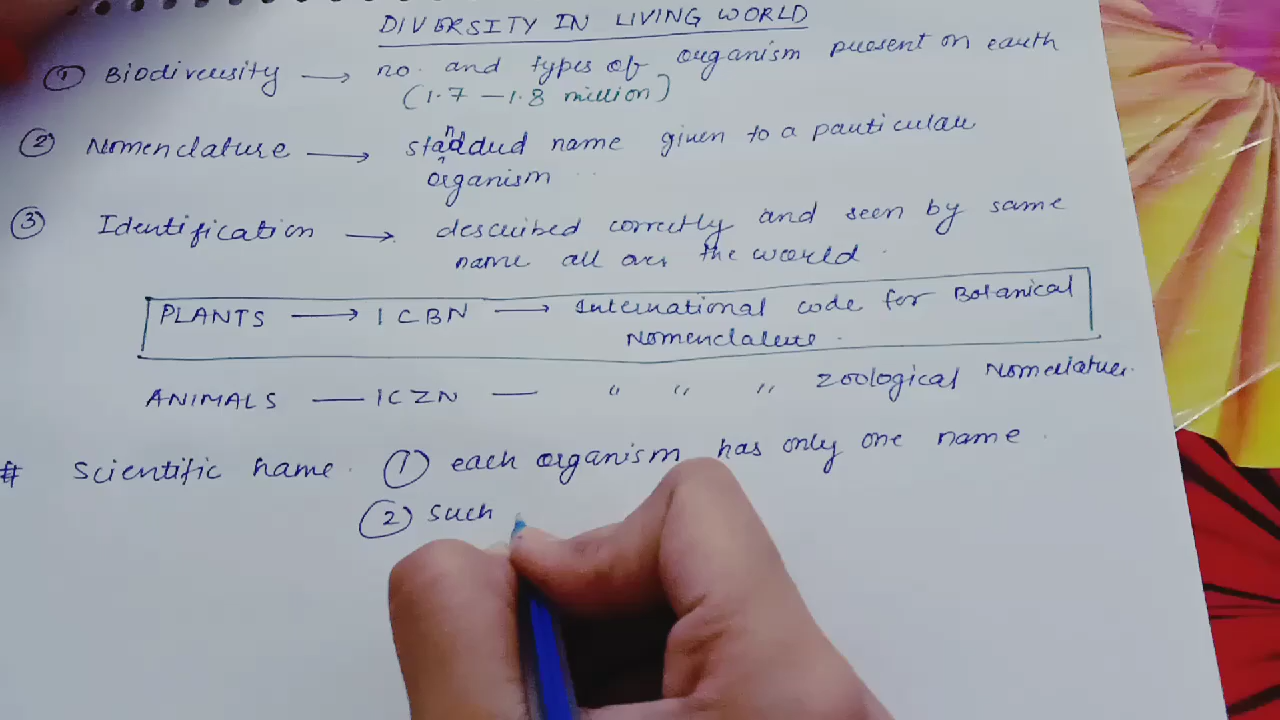 DIVERSITY IN LIVING WORLD
① Biodiversity → no. and types of organism present on earth
(1.7 – 1.8 million)
② Nomenclature → standdud name given to a particular
organism
③ Identification → described correctly and seen by same
name all over the world.
PLANTS → ICBN → International code for Botanical
Nomenclature.
ANIMALS — ICZN — " " " Zoological Nomenclature.
# Scientific name. ① each organism has only one name.
② Such